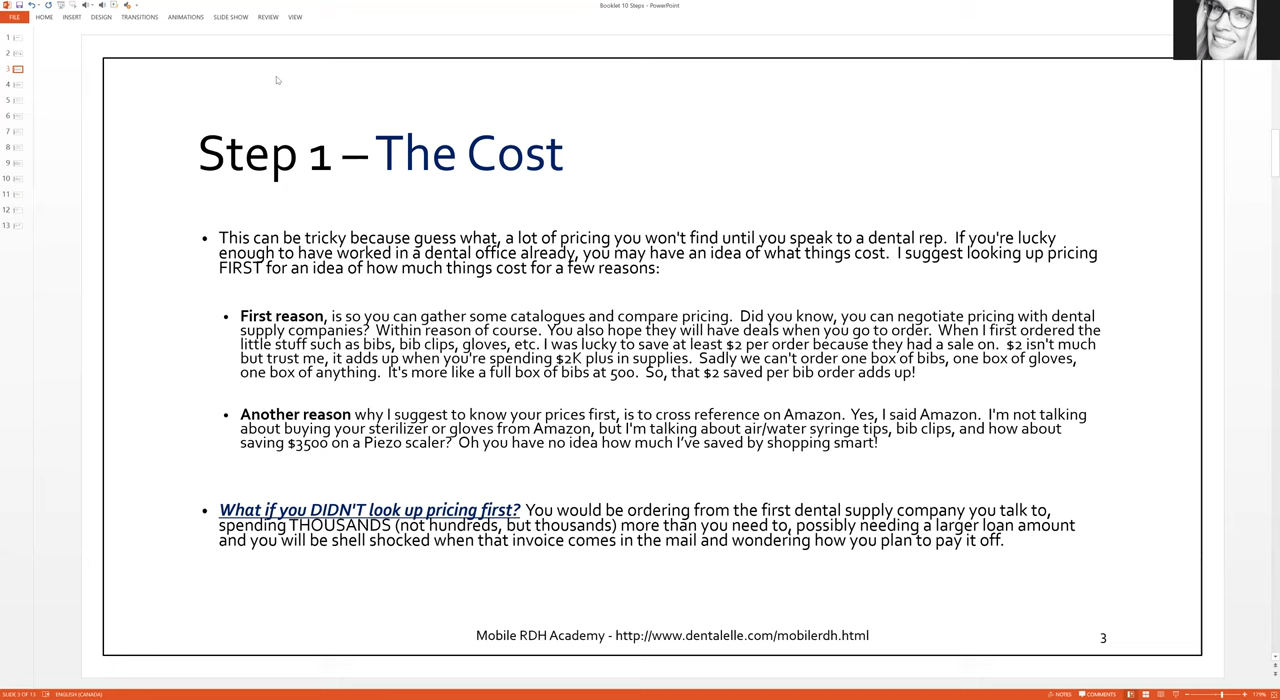 Booklet 10 Steps - PowerPoint
FILE HOME INSERT DESIGN TRANSITIONS ANIMATIONS SLIDE SHOW REVIEW VIEW
1
2
3
4
5
6
7
8
9
10
11
12
13
Step 1 – The Cost
• This can be tricky because guess what, a lot of pricing you won't find until you speak to a dental rep. If you're lucky
enough to have worked in a dental office already, you may have an idea of what things cost. I suggest looking up pricing
FIRST for an idea of how much things cost for a few reasons:
• First reason, is so you can gather some catalogues and compare pricing. Did you know, you can negotiate pricing with dental
supply companies? Within reason of course. You also hope they will have deals when you go to order. When I first ordered the
little stuff such as bibs, bib clips, gloves, etc. I was lucky to save at least $2 per order because they had a sale on. $2 isn't much
but trust me, it adds up when you're spending $2K plus in supplies. Sadly we can't order one box of bibs, one box of gloves,
one box of anything. It's more like a full box of bibs at 500. So, that $2 saved per bib order adds up!
• Another reason why I suggest to know your prices first, is to cross reference on Amazon. Yes, I said Amazon. I'm not talking
about buying your sterilizer or gloves from Amazon, but I'm talking about air/water syringe tips, bib clips, and how about
saving $3500 on a Piezo scaler? Oh you have no idea how much I've saved by shopping smart!
• What if you DIDN'T look up pricing first? You would be ordering from the first dental supply company you talk to,
spending THOUSANDS (not hundreds, but thousands) more than you need to, possibly needing a larger loan amount
and you will be shell shocked when that invoice comes in the mail and wondering how you plan to pay it off.
Mobile RDH Academy - http://www.dentalelle.com/mobilerdh.html 3
SLIDE 3 OF 13 ENGLISH (CANADA) NOTES COMMENTS 179%